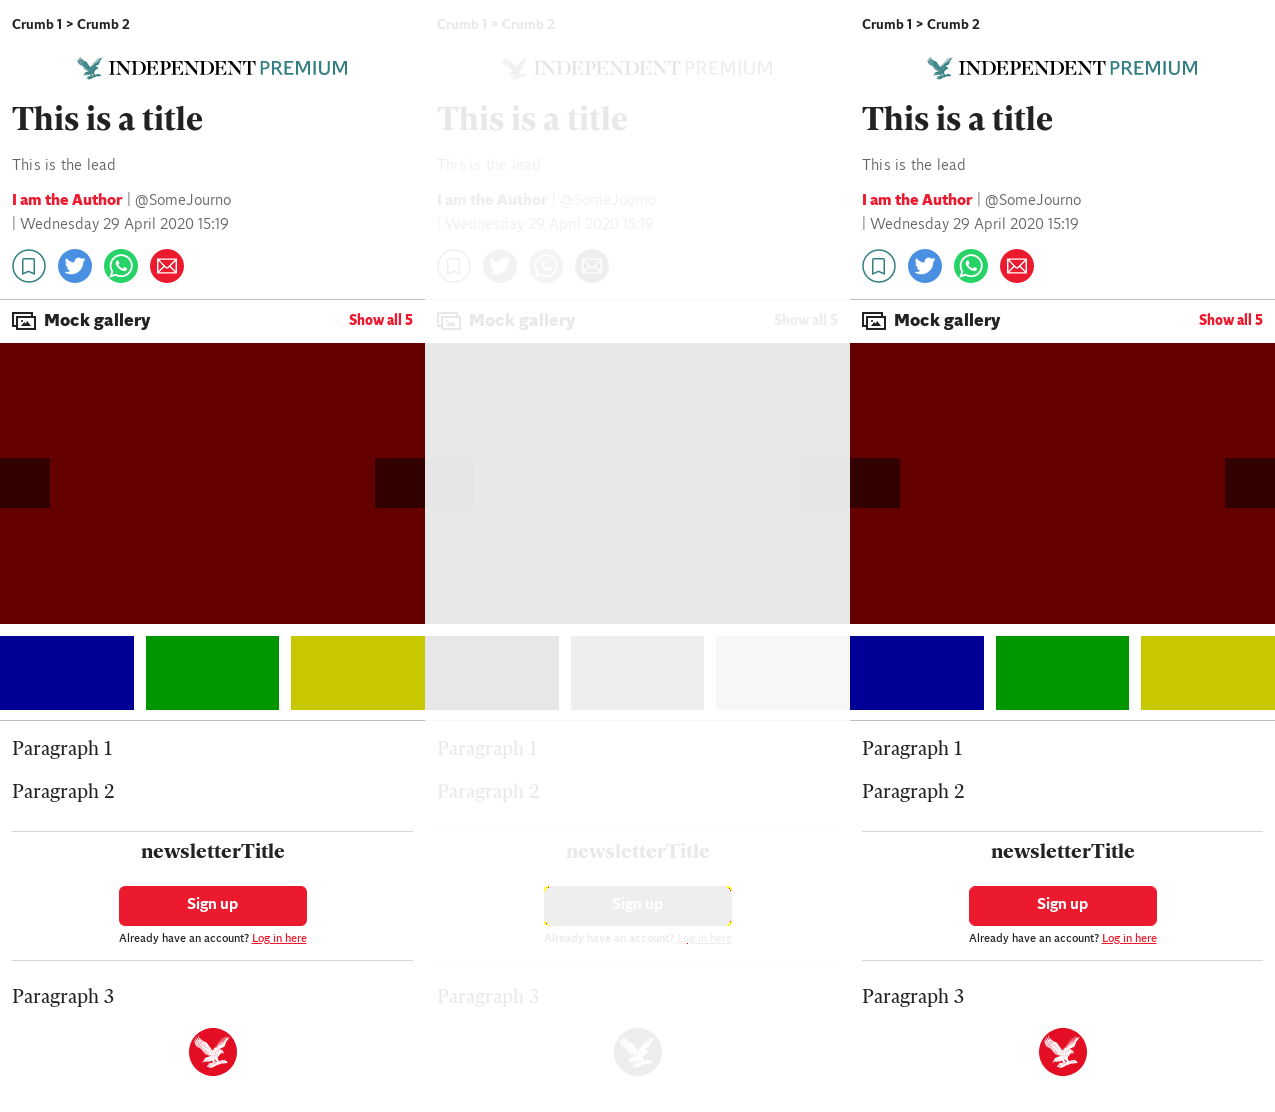 Crumb 1 > Crumb 2
INDEPENDENT PREMIUM
This is a title
This is the lead
I am the Author | @SomeJourno
| Wednesday 29 April 2020 15:19
Mock gallery Show all 5
Paragraph 1
Paragraph 2
newsletterTitle
Sign up
Already have an account? Log in here
Paragraph 3
Crumb 1 > Crumb 2
INDEPENDENT PREMIUM
This is a title
This is the lead
I am the Author | @SomeJourno
| Wednesday 29 April 2020 15:19
Mock gallery Show all 5
Paragraph 1
Paragraph 2
newsletterTitle
Sign up
Already have an account? Log in here
Paragraph 3
Crumb 1 > Crumb 2
INDEPENDENT PREMIUM
This is a title
This is the lead
I am the Author | @SomeJourno
| Wednesday 29 April 2020 15:19
Mock gallery Show all 5
Paragraph 1
Paragraph 2
newsletterTitle
Sign up
Already have an account? Log in here
Paragraph 3